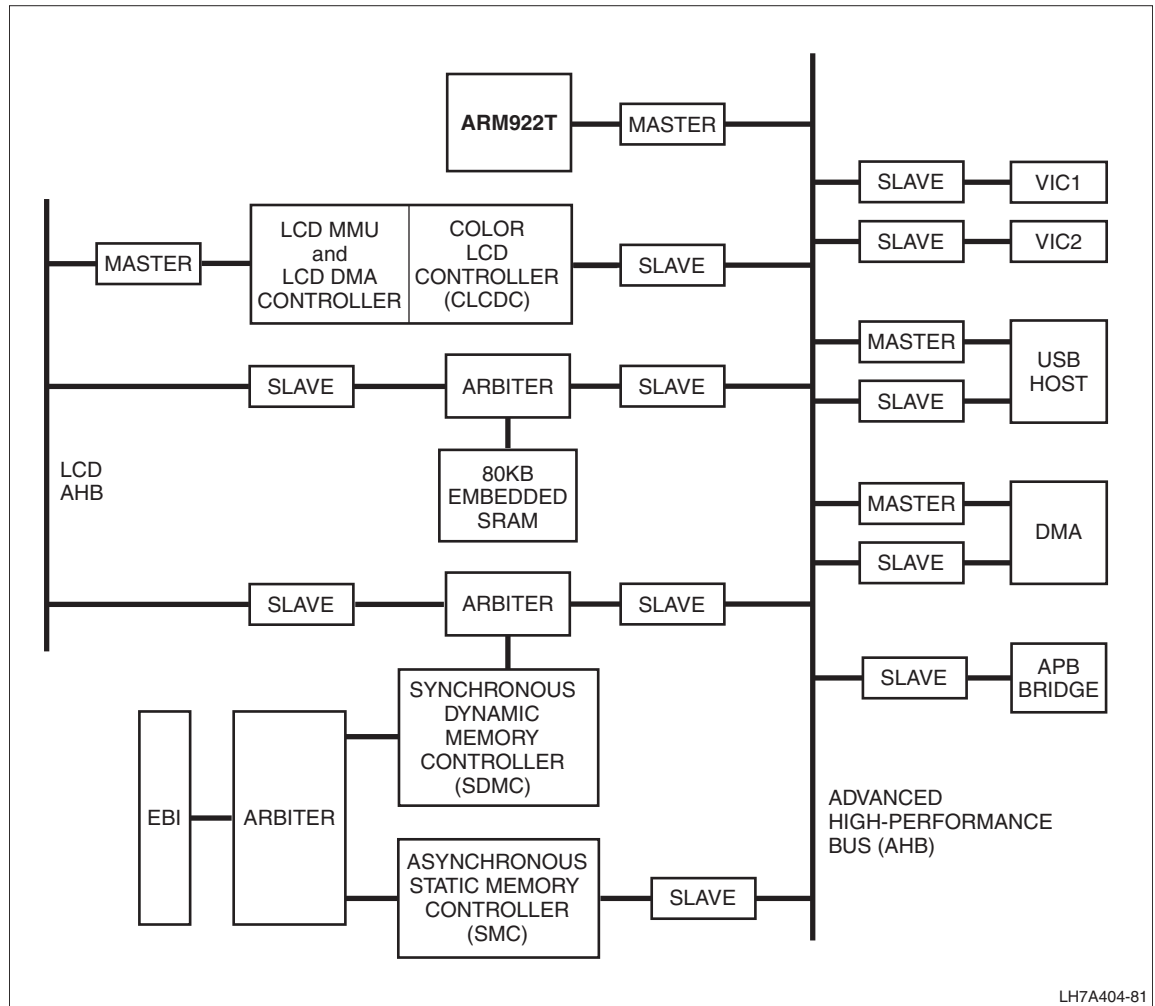 ARM922T
MASTER
SLAVE
VIC1
SLAVE
VIC2
MASTER
LCD MMU
and
LCD DMA
CONTROLLER
COLOR
LCD
CONTROLLER
(CLCDC)
SLAVE
MASTER
SLAVE
USB
HOST
SLAVE
ARBITER
SLAVE
80KB
EMBEDDED
SRAM
LCD
AHB
MASTER
SLAVE
DMA
SLAVE
ARBITER
SLAVE
SLAVE
APB
BRIDGE
SYNCHRONOUS
DYNAMIC
MEMORY
CONTROLLER
(SDMC)
EBI
ARBITER
ADVANCED
HIGH-PERFORMANCE
BUS (AHB)
ASYNCHRONOUS
STATIC MEMORY
CONTROLLER
(SMC)
SLAVE
LH7A404-81